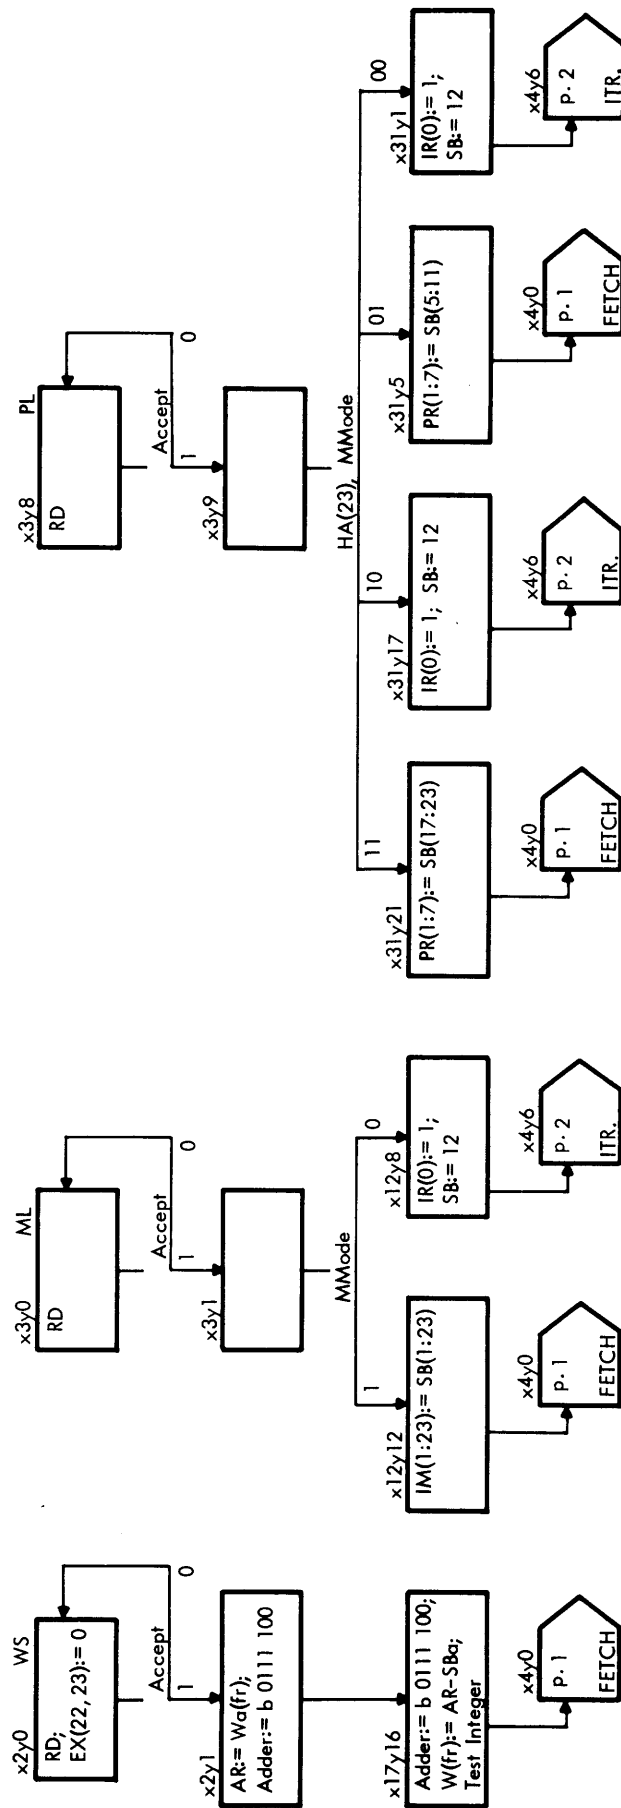 x2y0 WS
RD;
EX(22, 23):= 0
Accept
0
1
x2y1
AR:= Wa(fr);
Adder:= b 0111 100
x17y16
Adder:= b 0111 100;
W(fr):= AR-SBa;
Test Integer
x4y0
p. 1
FETCH
x3y0 ML
RD
Accept
0
1
x3y1
MMode
1
0
x12y12
IM(1:23):= SB(1:23)
x4y0
p. 1
FETCH
x12y8
IR(0):= 1;
SB:= 12
x4y6
p. 2
ITR.
x3y8 PL
RD
Accept
0
1
x3y9
HA(23), MMode
11
10
01
00
x31y21
PR(1:7):= SB(17:23)
x4y0
p. 1
FETCH
x31y17
IR(0):= 1; SB:= 12
x4y6
p. 2
ITR.
x31y5
PR(1:7):= SB(5:11)
x4y0
p. 1
FETCH
x31y1
IR(0):= 1;
SB:= 12
x4y6
p. 2
ITR.